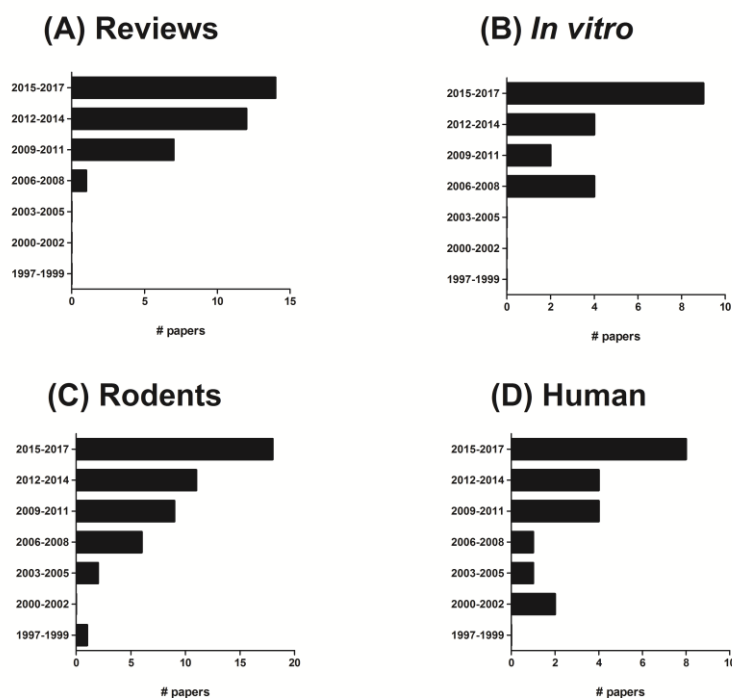 (A) Reviews
2015-2017
2012-2014
2009-2011
2006-2008
2003-2005
2000-2002
1997-1999
0 5 10 15
# papers
(B) In vitro
2015-2017
2012-2014
2009-2011
2006-2008
2003-2005
2000-2002
1997-1999
0 2 4 6 8 10
# papers
(C) Rodents
2015-2017
2012-2014
2009-2011
2006-2008
2003-2005
2000-2002
1997-1999
0 5 10 15 20
# papers
(D) Human
2015-2017
2012-2014
2009-2011
2006-2008
2003-2005
2000-2002
1997-1999
0 2 4 6 8 10
# papers